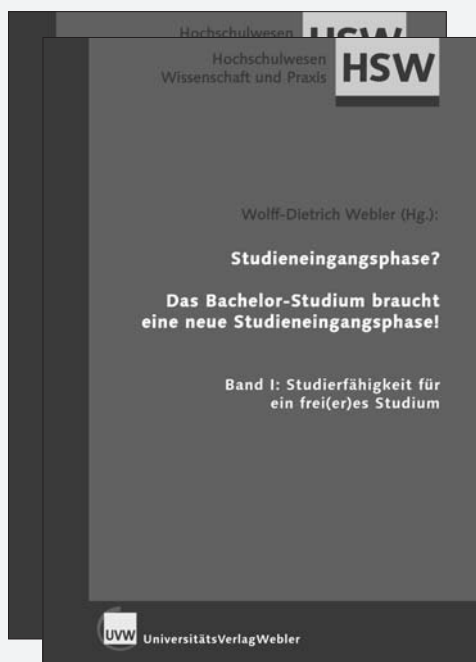 Hochschulwesen
HSW
Hochschulwesen
Wissenschaft und Praxis
HSW
Wolff-Dietrich Webler (Hg.):
Studieneingangsphase?
Das Bachelor-Studium braucht
eine neue Studieneingangsphase!
Band I: Studierfähigkeit für
ein frei(er)es Studium
UVW UniversitätsVerlagWebler